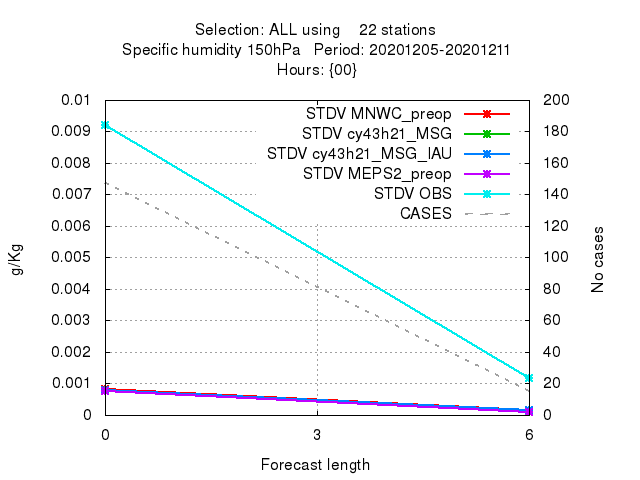 Selection: ALL using 22 stations
Specific humidity 150hPa Period: 20201205-20201211
Hours: {00}
0.01 200
STDV MNWC_preop
0.009 180
STDV cy43h21_MSG
STDV cy43h21_MSG_IAU
0.008 160
STDV MEPS2_preop
0.007 140
STDV OBS
CASES
0.006 120
0.005 100
0.004 80
0.003 60
0.002 40
0.001 20
0 0
g/Kg
No cases
0 3 6
Forecast length